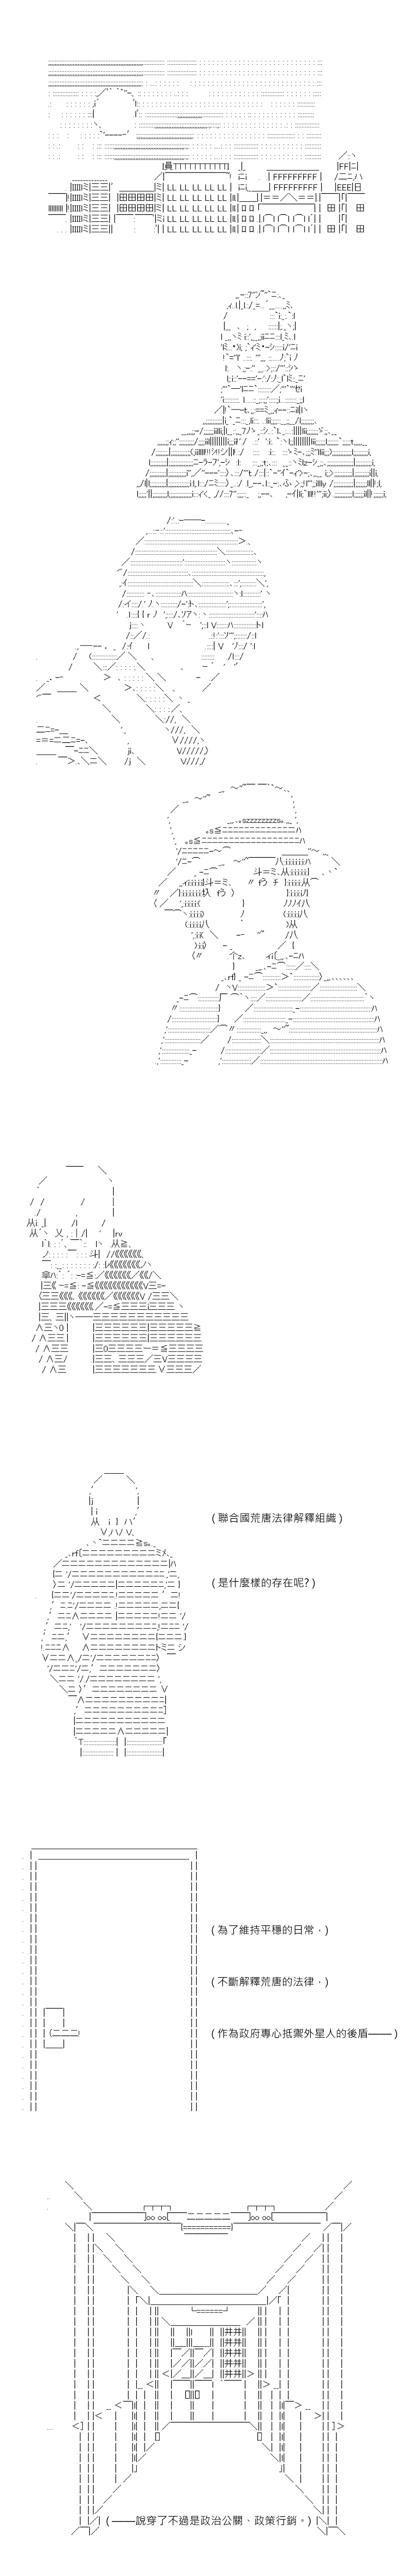 (聯合國荒唐法律解釋組織)
(是什麼樣的存在呢?)
(為了維持平穩的日常，)
(不斷解釋荒唐的法律，)
(作為政府專心抵禦外星人的後盾——)
(——說穿了不過是政治公關、政策行銷。)